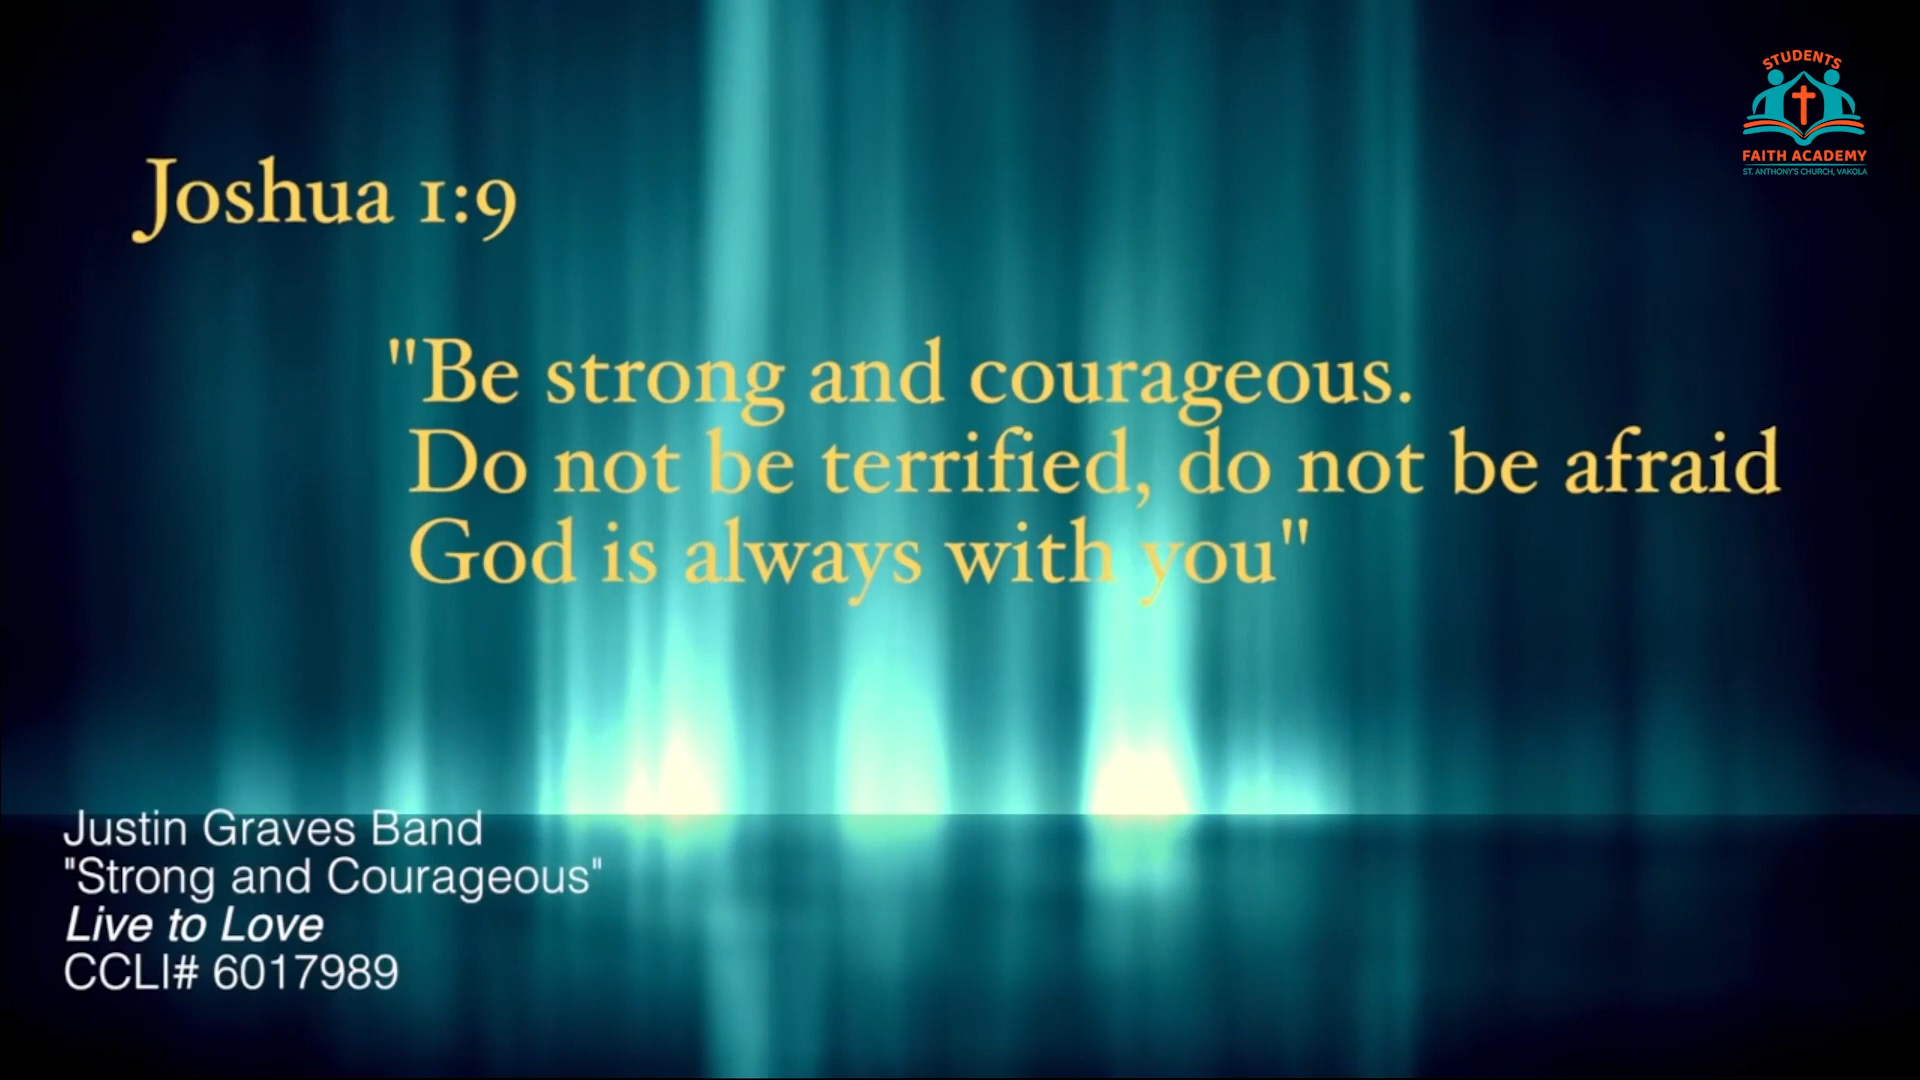 STUDENTS
FAITH ACADEMY
ST. ANTHONY'S CHURCH, VAKOLA
Joshua 1:9
"Be strong and courageous.
Do not be terrified, do not be afraid
God is always with you"
Justin Graves Band
"Strong and Courageous"
Live to Love
CCLI# 6017989